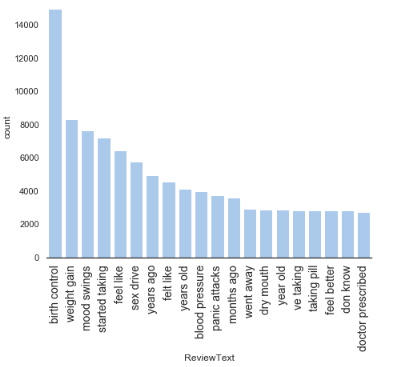 14000
12000
10000
8000
6000
4000
2000
0
count
birth control
weight gain
mood swings
started taking
feel like
sex drive
years ago
felt like
years old
blood pressure
panic attacks
months ago
went away
dry mouth
year old
ve taking
taking pill
feel better
don know
doctor prescribed
ReviewText